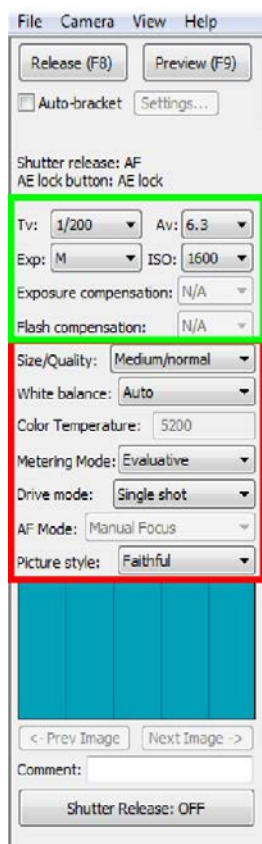 File Camera View Help
Release (F8) Preview (F9)
Auto-bracket Settings...
Shutter release: AF
AE lock button: AE lock
Tv: 1/200 Av: 6.3
Exp: M ISO: 1600
Exposure compensation: N/A
Flash compensation: N/A
Size/Quality: Medium/normal
White balance: Auto
Color Temperature: 5200
Metering Mode: Evaluative
Drive mode: Single shot
AF Mode: Manual Focus
Picture style: Faithful
<- Prev Image Next Image ->
Comment:
Shutter Release: OFF